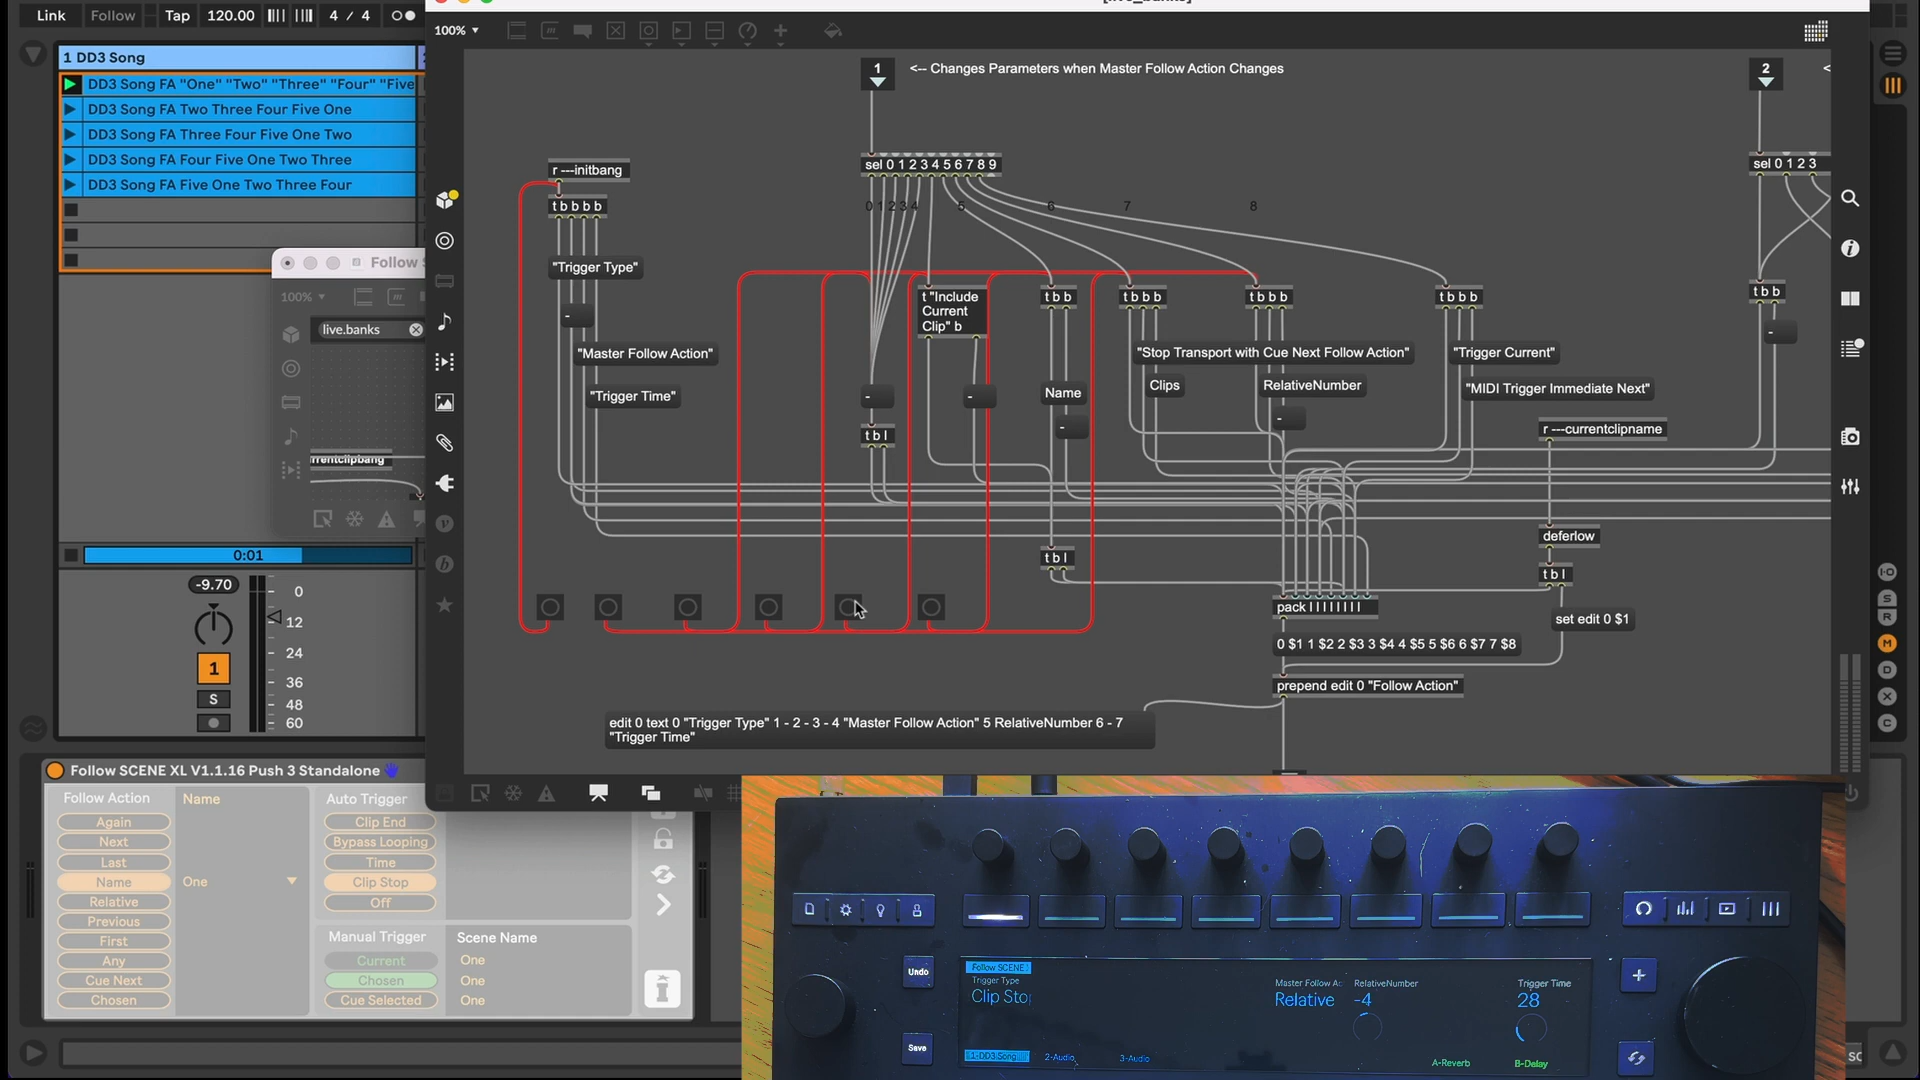 [live_banks]
Link
Follow
Tap
120.00
4 / 4
100%
1 DD3 Song
DD3 Song FA "One" "Two" "Three" "Four" "Five
DD3 Song FA Two Three Four Five One
DD3 Song FA Three Four Five One Two
DD3 Song FA Four Five One Two Three
DD3 Song FA Five One Two Three Four
1
<-- Changes Parameters when Master Follow Action Changes
2
<
r ---initbang
sel 0 1 2 3 4 5 6 7 8 9
sel 0 1 2 3
t b b b b
0 1 2 3 4
5
6
7
8
"Trigger Type"
Follow S
100%
t "Include
Current
Clip" b
t b b
t b b b
t b b b
t b b b
t b b
-
-
live.banks
"Master Follow Action"
"Stop Transport with Cue Next Follow Action"
"Trigger Current"
"Trigger Time"
-
-
Name
Clips
RelativeNumber
"MIDI Trigger Immediate Next"
-
-
r ---currentclipname
t b l
rrentclipbang
deferlow
0:01
t b l
t b l
-9.70
0
12
24
36
48
60
1
S
pack l l l l l l l l
set edit 0 $1
0 $1 1 $2 2 $3 3 $4 4 $5 5 $6 6 $7 7 $8
prepend edit 0 "Follow Action"
edit 0 text 0 "Trigger Type" 1 - 2 - 3 - 4 "Master Follow Action" 5 RelativeNumber 6 - 7
"Trigger Time"
I·O
S
R
M
D
X
C
Follow SCENE XL V1.1.16 Push 3 Standalone
Follow Action
Name
Auto Trigger
Again
Clip End
Next
Bypass Looping
Last
Time
Name
One
Clip Stop
Relative
Off
Previous
First
Manual Trigger
Scene Name
Any
Current
One
Cue Next
Chosen
One
Chosen
Cue Selected
One
Undo
Save
Follow SCENE
Trigger Type
Clip Sto
Master Follow Ac
Relative
RelativeNumber
-4
Trigger Time
28
1-DD3 Song
2-Audio
3-Audio
A-Reverb
B-Delay
+